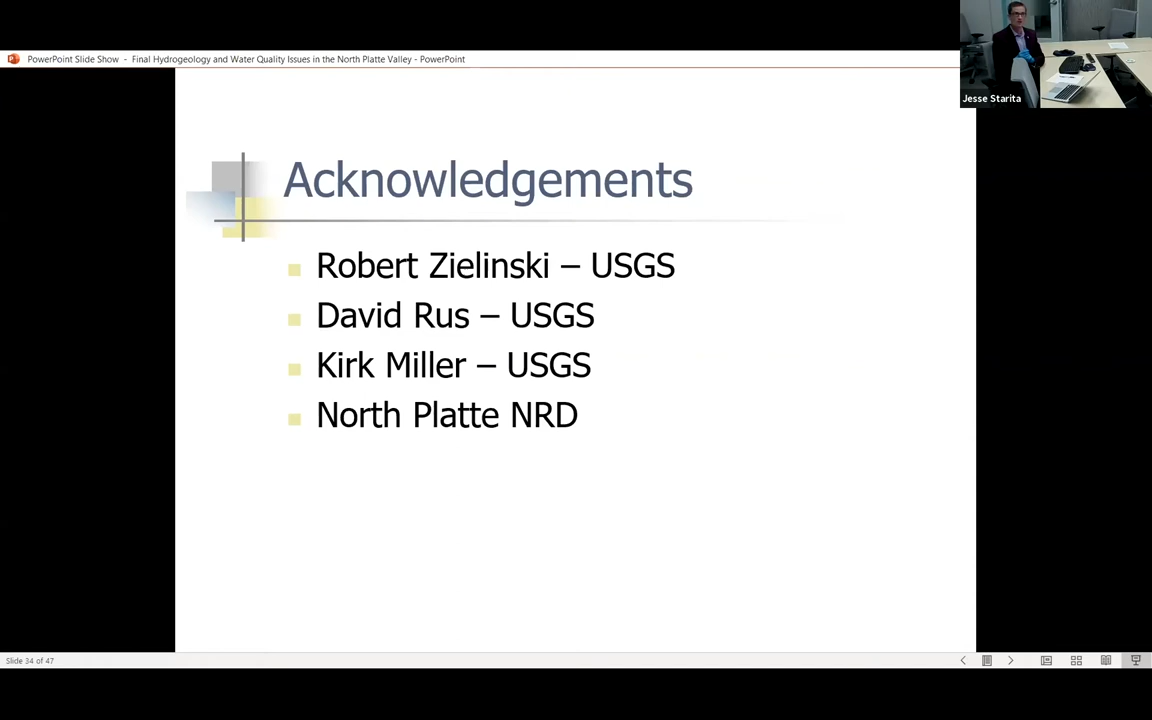 PowerPoint Slide Show - Final Hydrogeology and Water Quality Issues in the North Platte Valley - PowerPoint
Jesse Starita
Acknowledgements
Robert Zielinski – USGS
David Rus – USGS
Kirk Miller – USGS
North Platte NRD
Slide 34 of 47